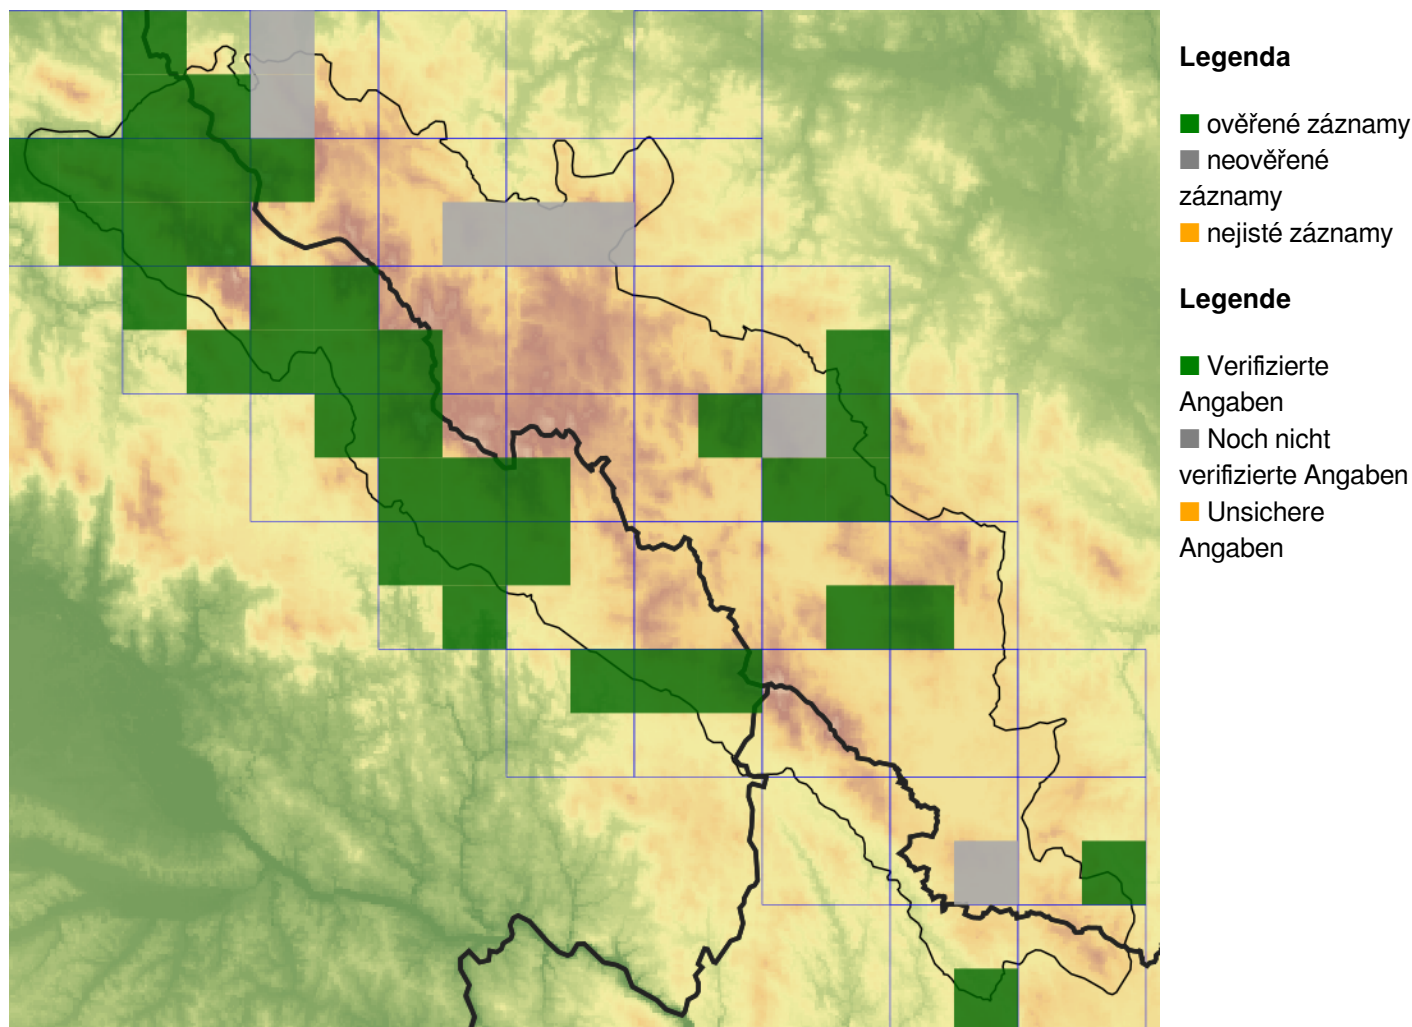 Legenda
ověřené záznamy
neověřené
záznamy
nejisté záznamy
Legende
Verifizierte
Angaben
Noch nicht
verifizierte Angaben
Unsichere
Angaben